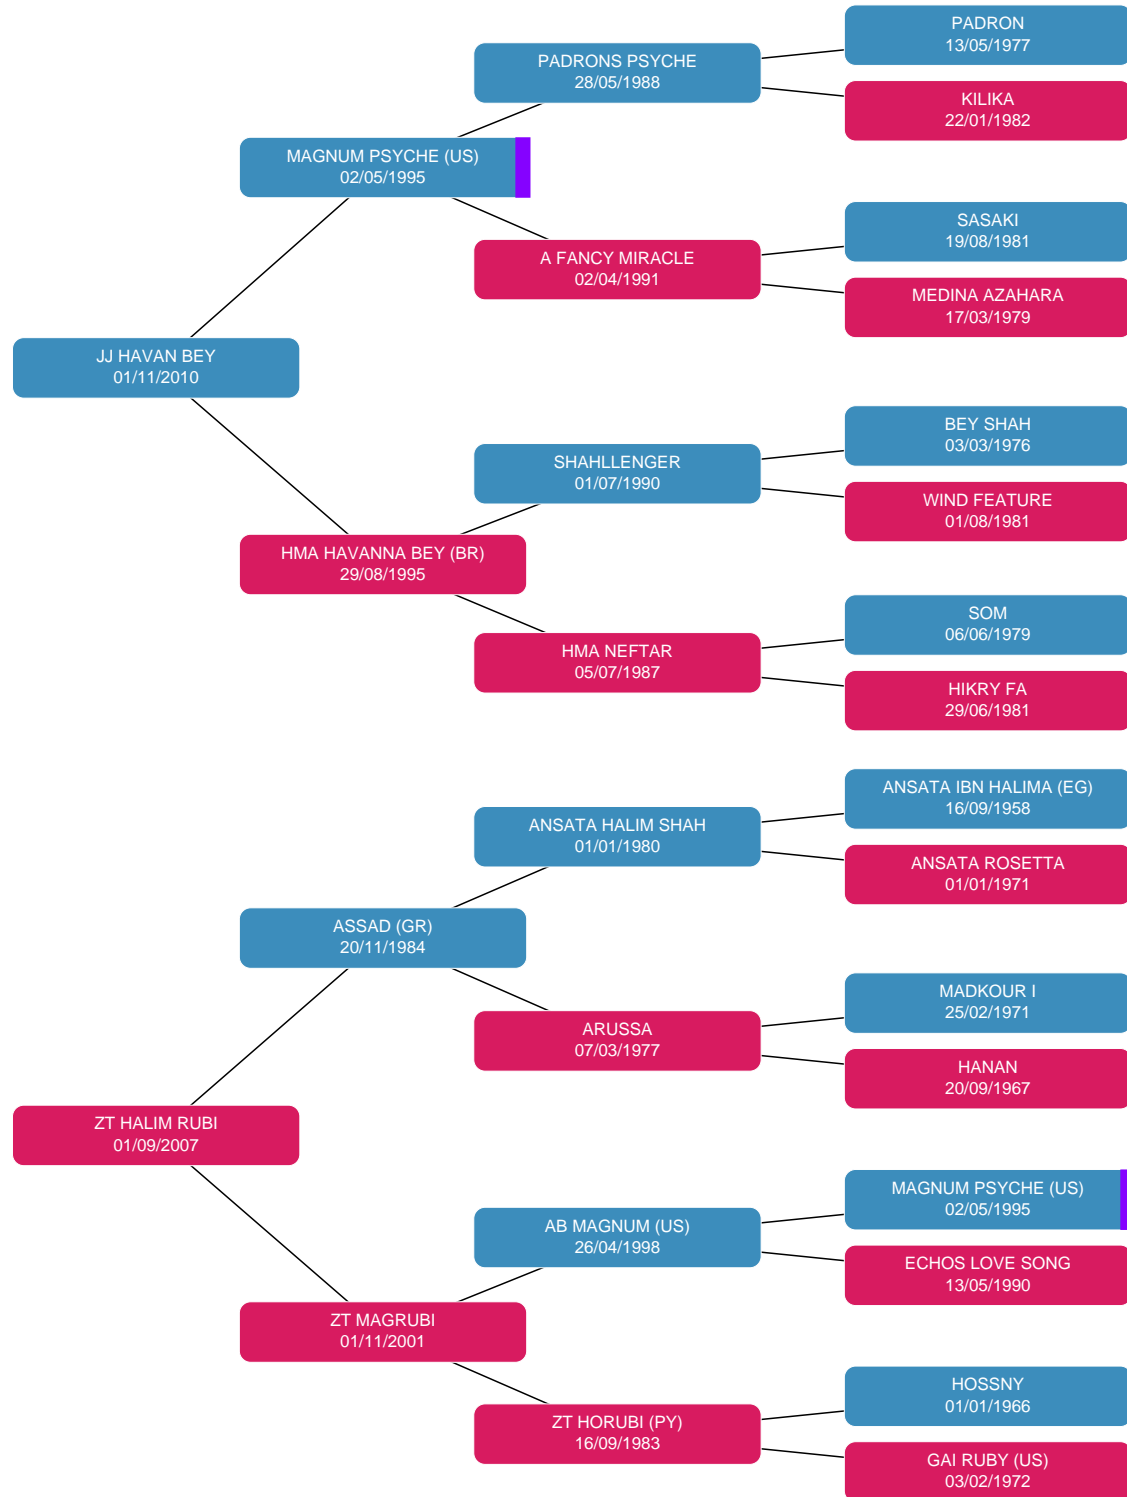 PADRON
13/05/1977
PADRONS PSYCHE
28/05/1988
KILIKA
22/01/1982
MAGNUM PSYCHE (US)
02/05/1995
SASAKI
19/08/1981
A FANCY MIRACLE
02/04/1991
MEDINA AZAHARA
17/03/1979
JJ HAVAN BEY
01/11/2010
BEY SHAH
03/03/1976
SHAHLLENGER
01/07/1990
WIND FEATURE
01/08/1981
HMA HAVANNA BEY (BR)
29/08/1995
SOM
06/06/1979
HMA NEFTAR
05/07/1987
HIKRY FA
29/06/1981
ANSATA IBN HALIMA (EG)
16/09/1958
ANSATA HALIM SHAH
01/01/1980
ANSATA ROSETTA
01/01/1971
ASSAD (GR)
20/11/1984
MADKOUR I
25/02/1971
ARUSSA
07/03/1977
HANAN
20/09/1967
ZT HALIM RUBI
01/09/2007
MAGNUM PSYCHE (US)
02/05/1995
AB MAGNUM (US)
26/04/1998
ECHOS LOVE SONG
13/05/1990
ZT MAGRUBI
01/11/2001
HOSSNY
01/01/1966
ZT HORUBI (PY)
16/09/1983
GAI RUBY (US)
03/02/1972